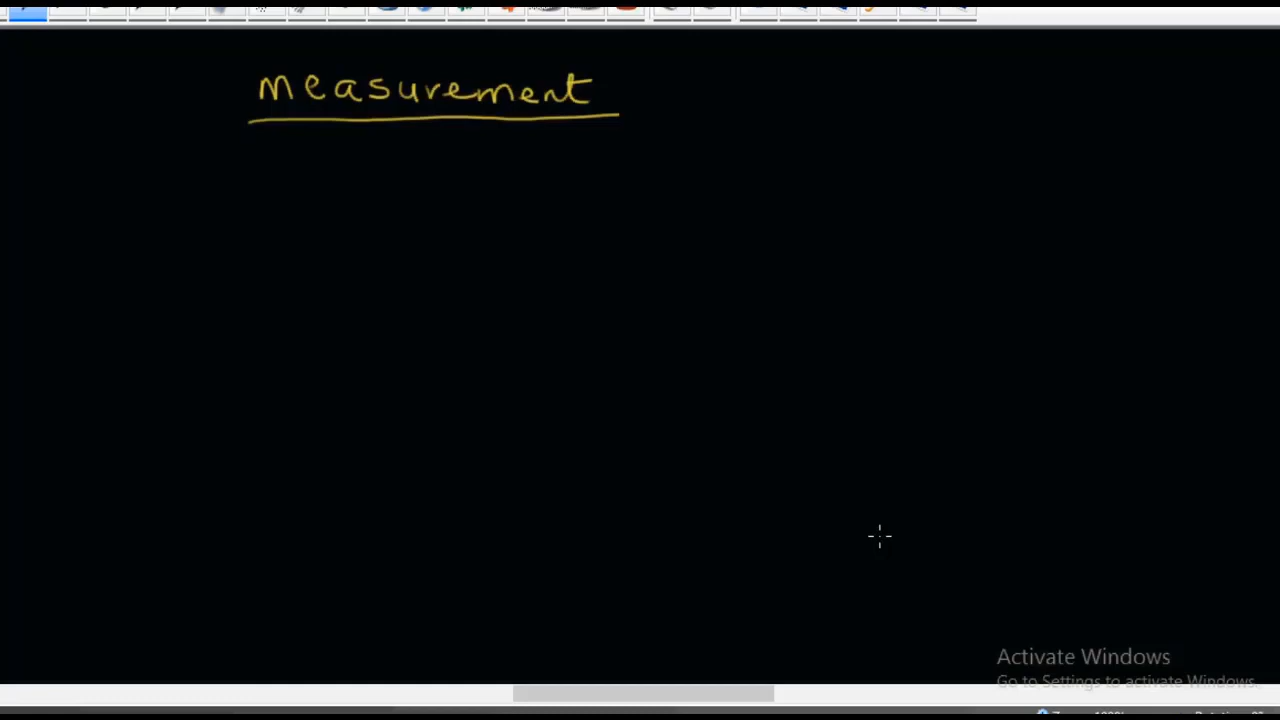 measurement
Activate Windows
Go to Settings to activate Windows.